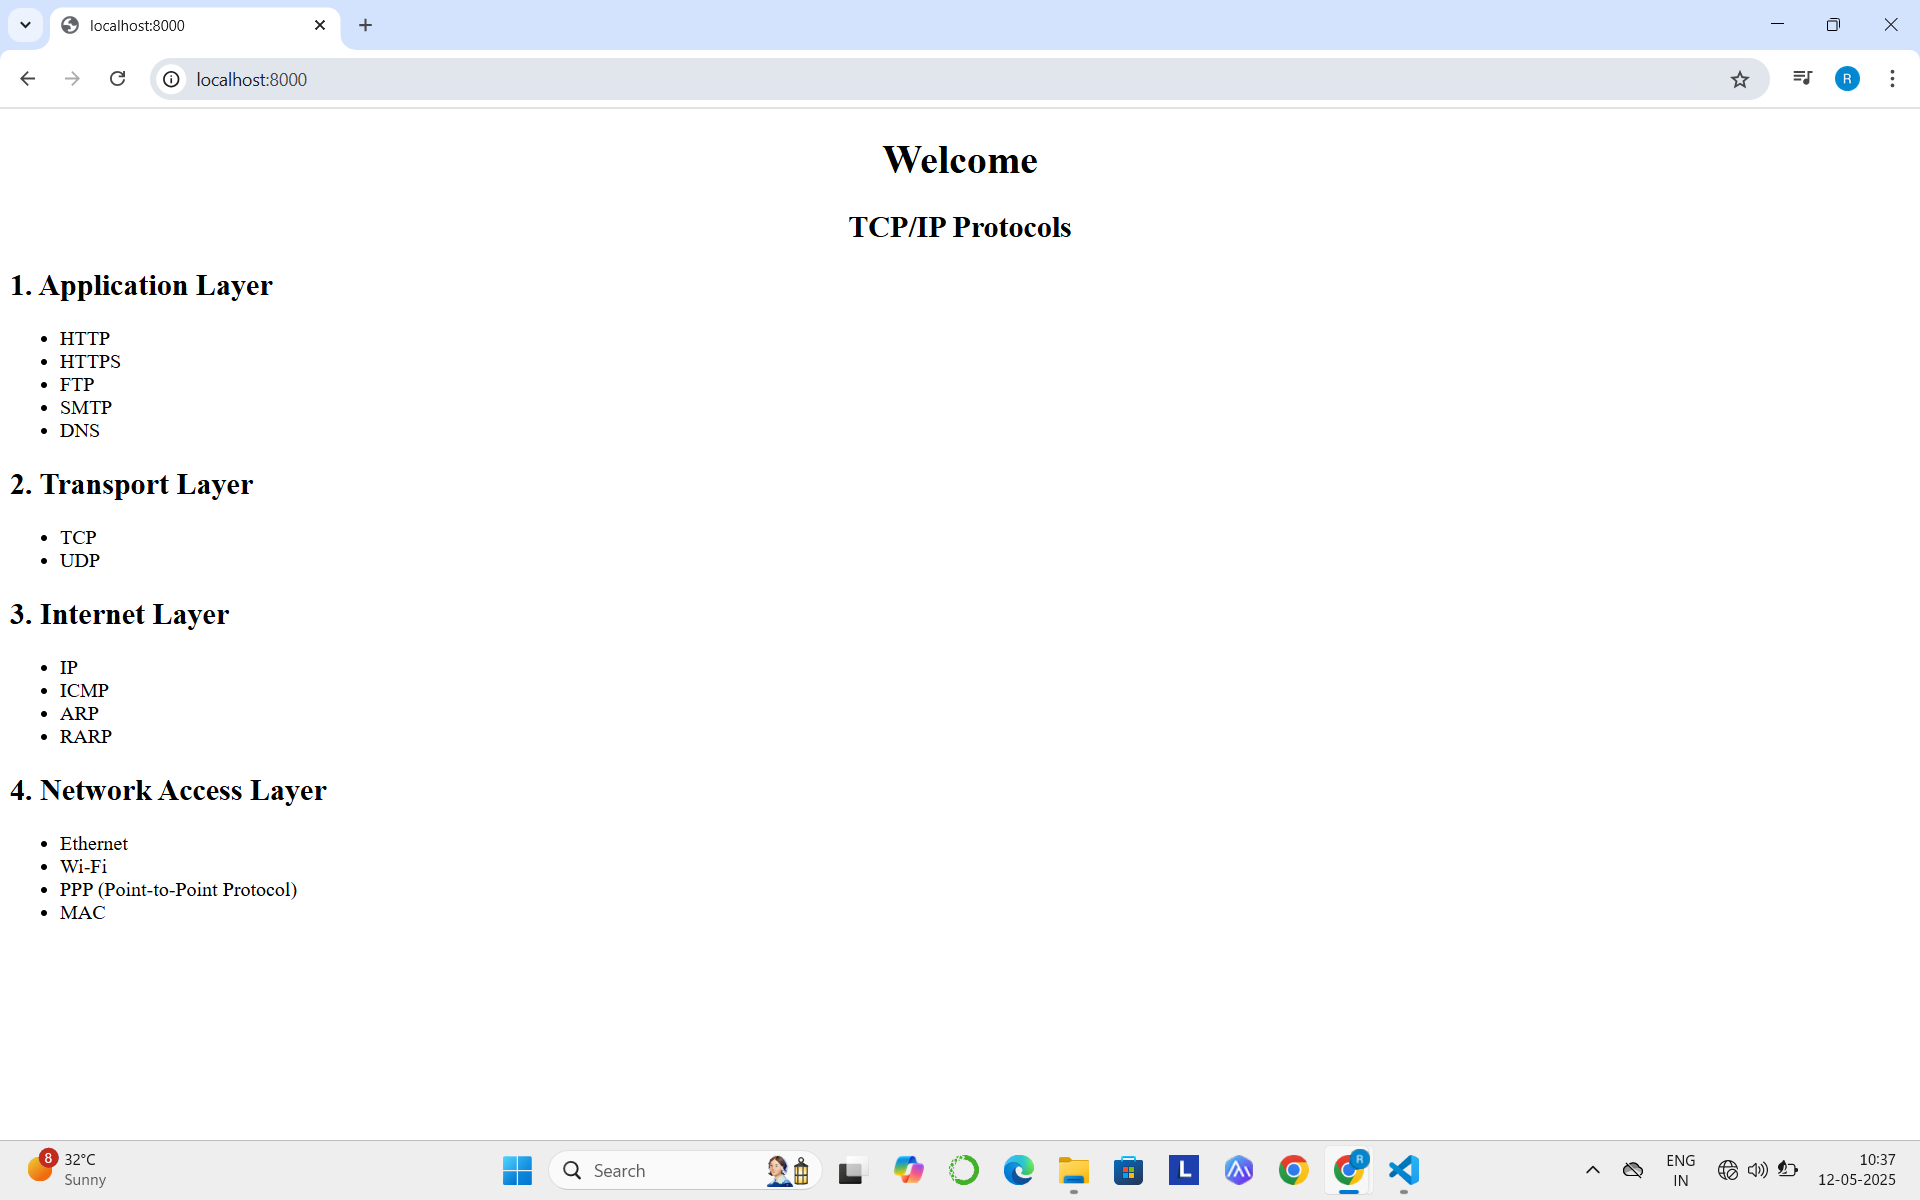 localhost:8000
localhost:8000
R
Welcome
TCP/IP Protocols
1. Application Layer
• HTTP
• HTTPS
• FTP
• SMTP
• DNS
2. Transport Layer
• TCP
• UDP
3. Internet Layer
• IP
• ICMP
• ARP
• RARP
4. Network Access Layer
• Ethernet
• Wi-Fi
• PPP (Point-to-Point Protocol)
• MAC
8
32°C
Sunny
Search
L
R
ENG
IN
10:37
12-05-2025